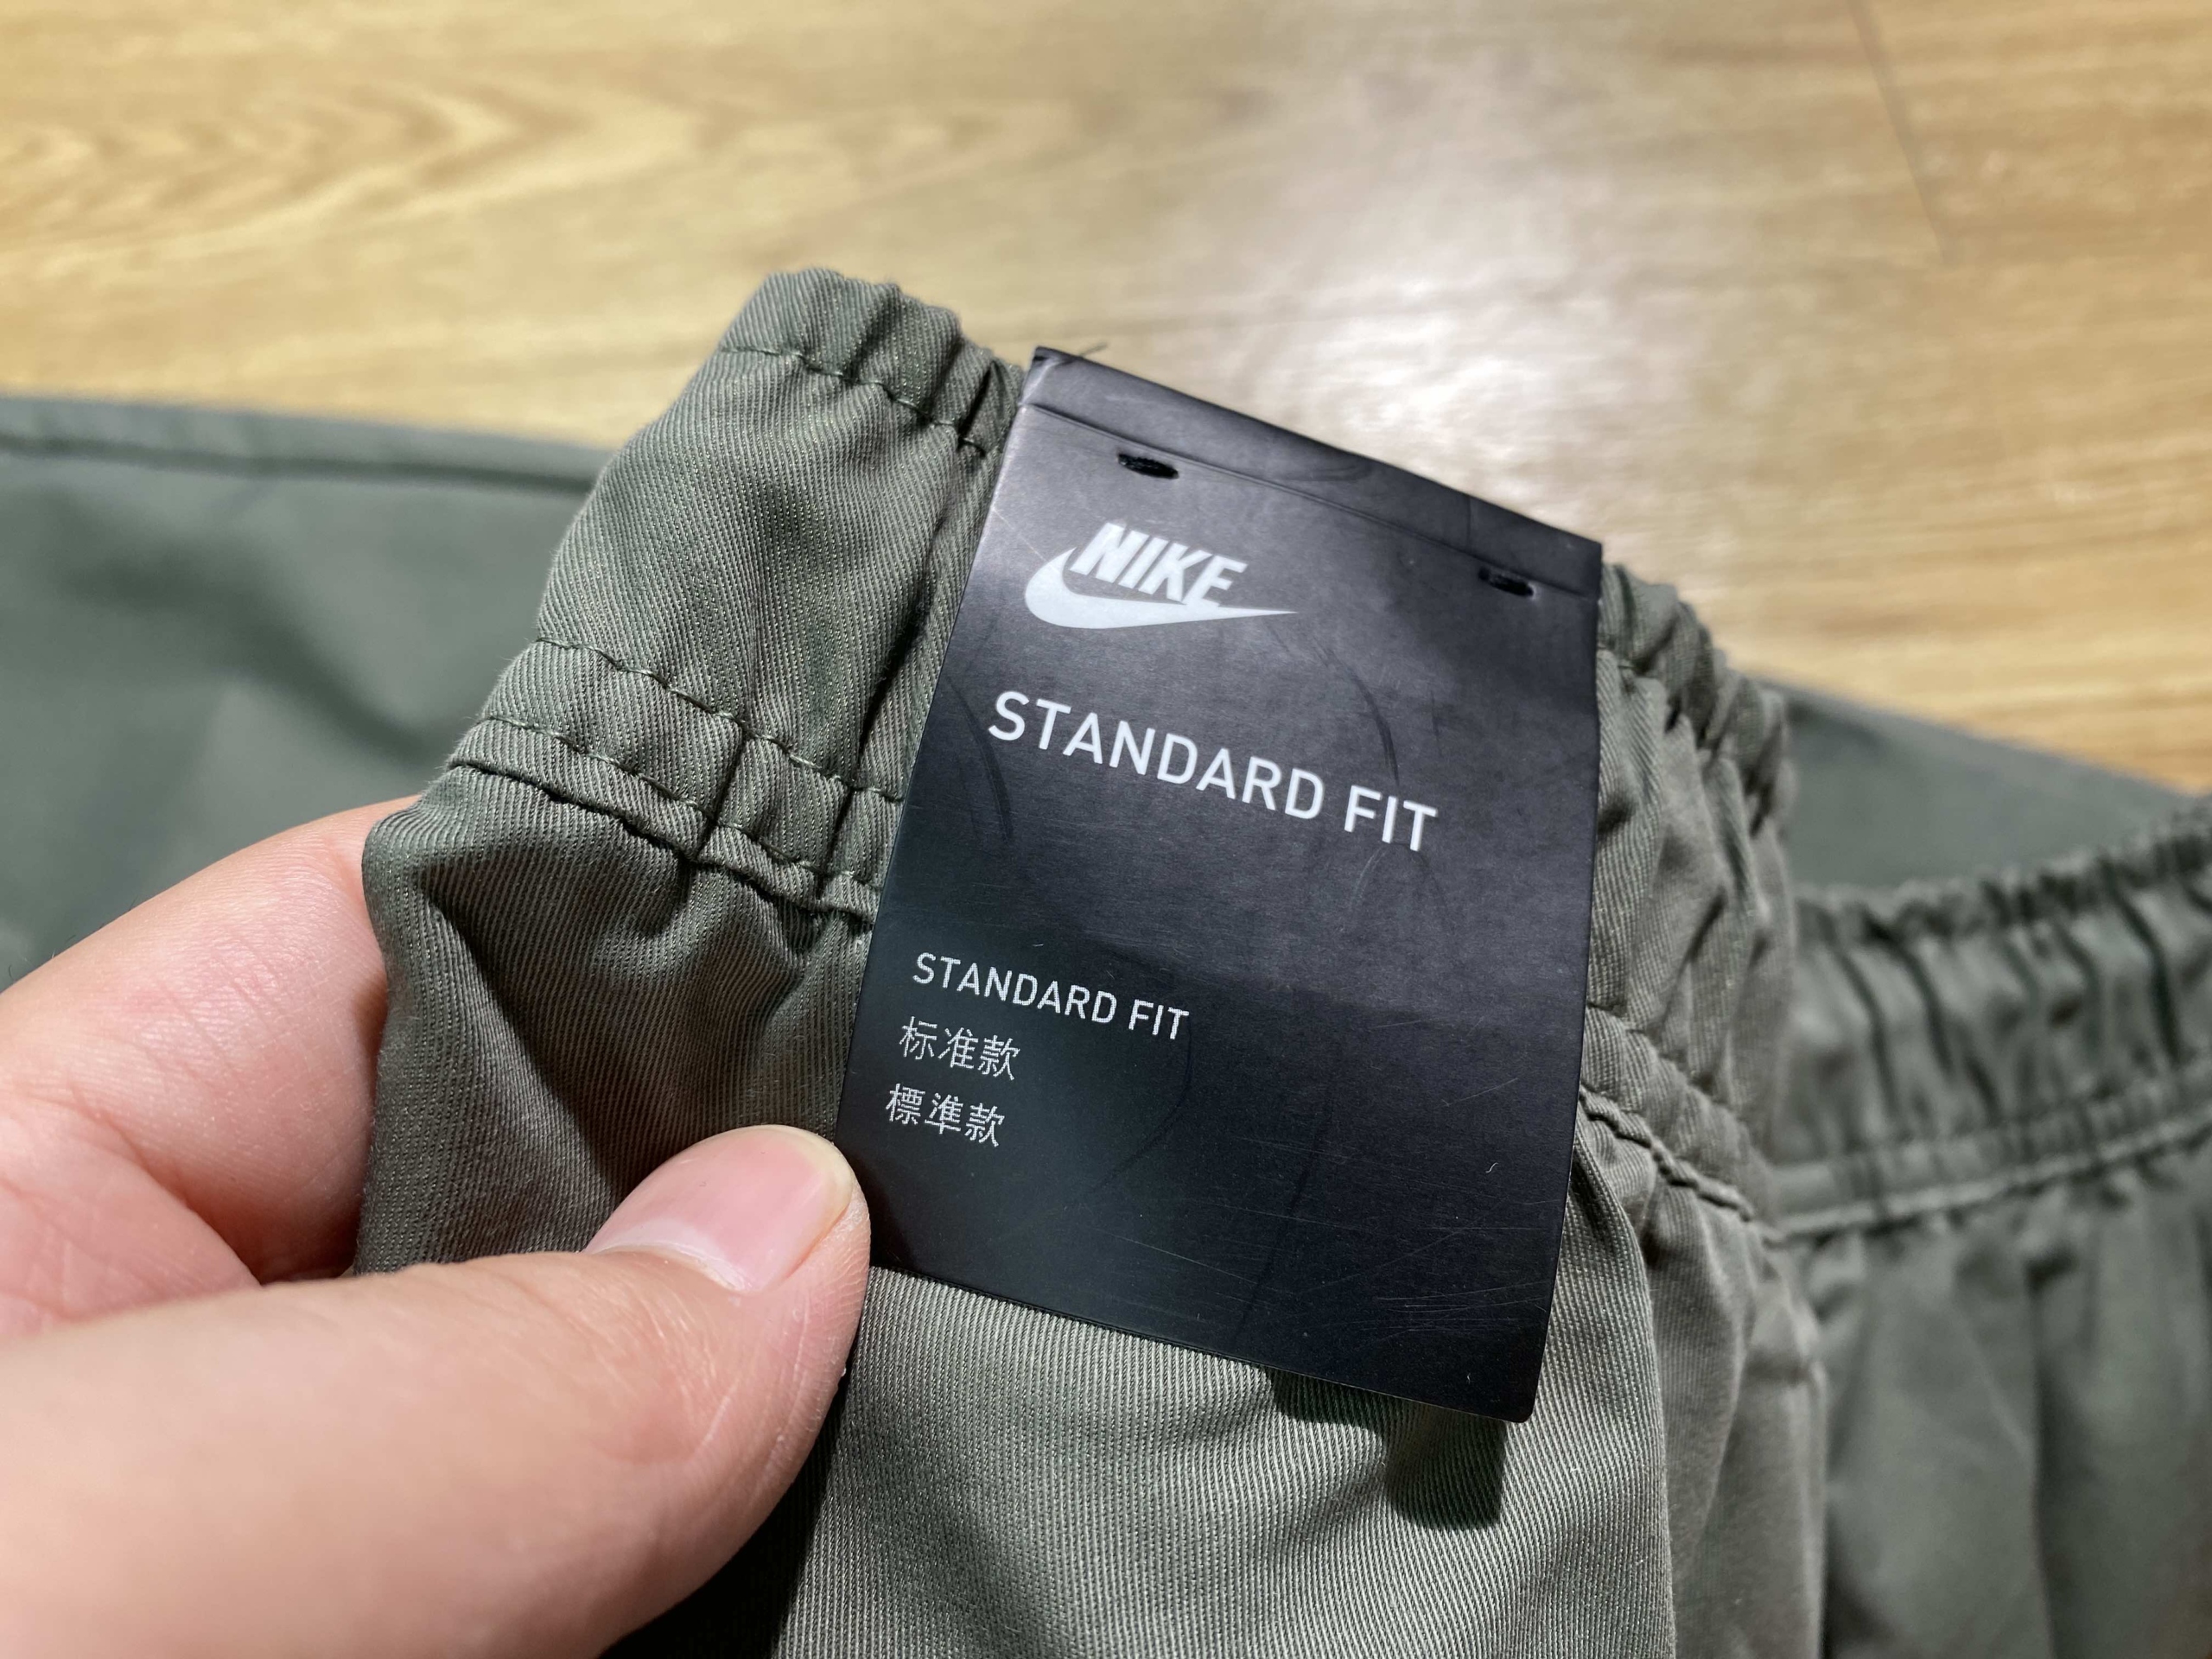 NIKE
STANDARD FIT
STANDARD FIT
标准款
標準款